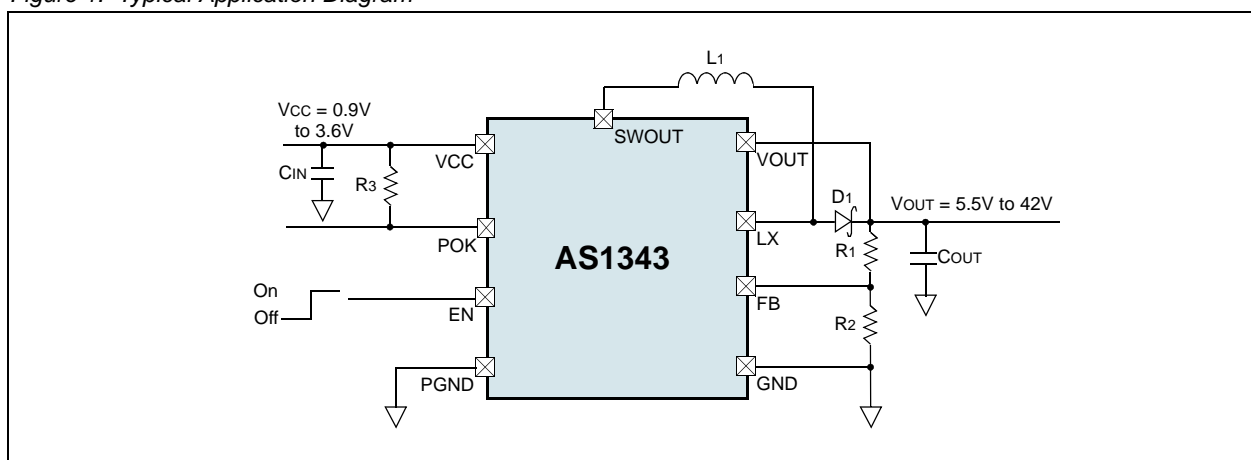 Figure 1. Typical Application Diagram
L1
VCC = 0.9V
to 3.6V
SWOUT
VCC
VOUT
CIN
R3
D1
VOUT = 5.5V to 42V
POK
LX
R1
COUT
AS1343
On
Off
EN
FB
R2
PGND
GND